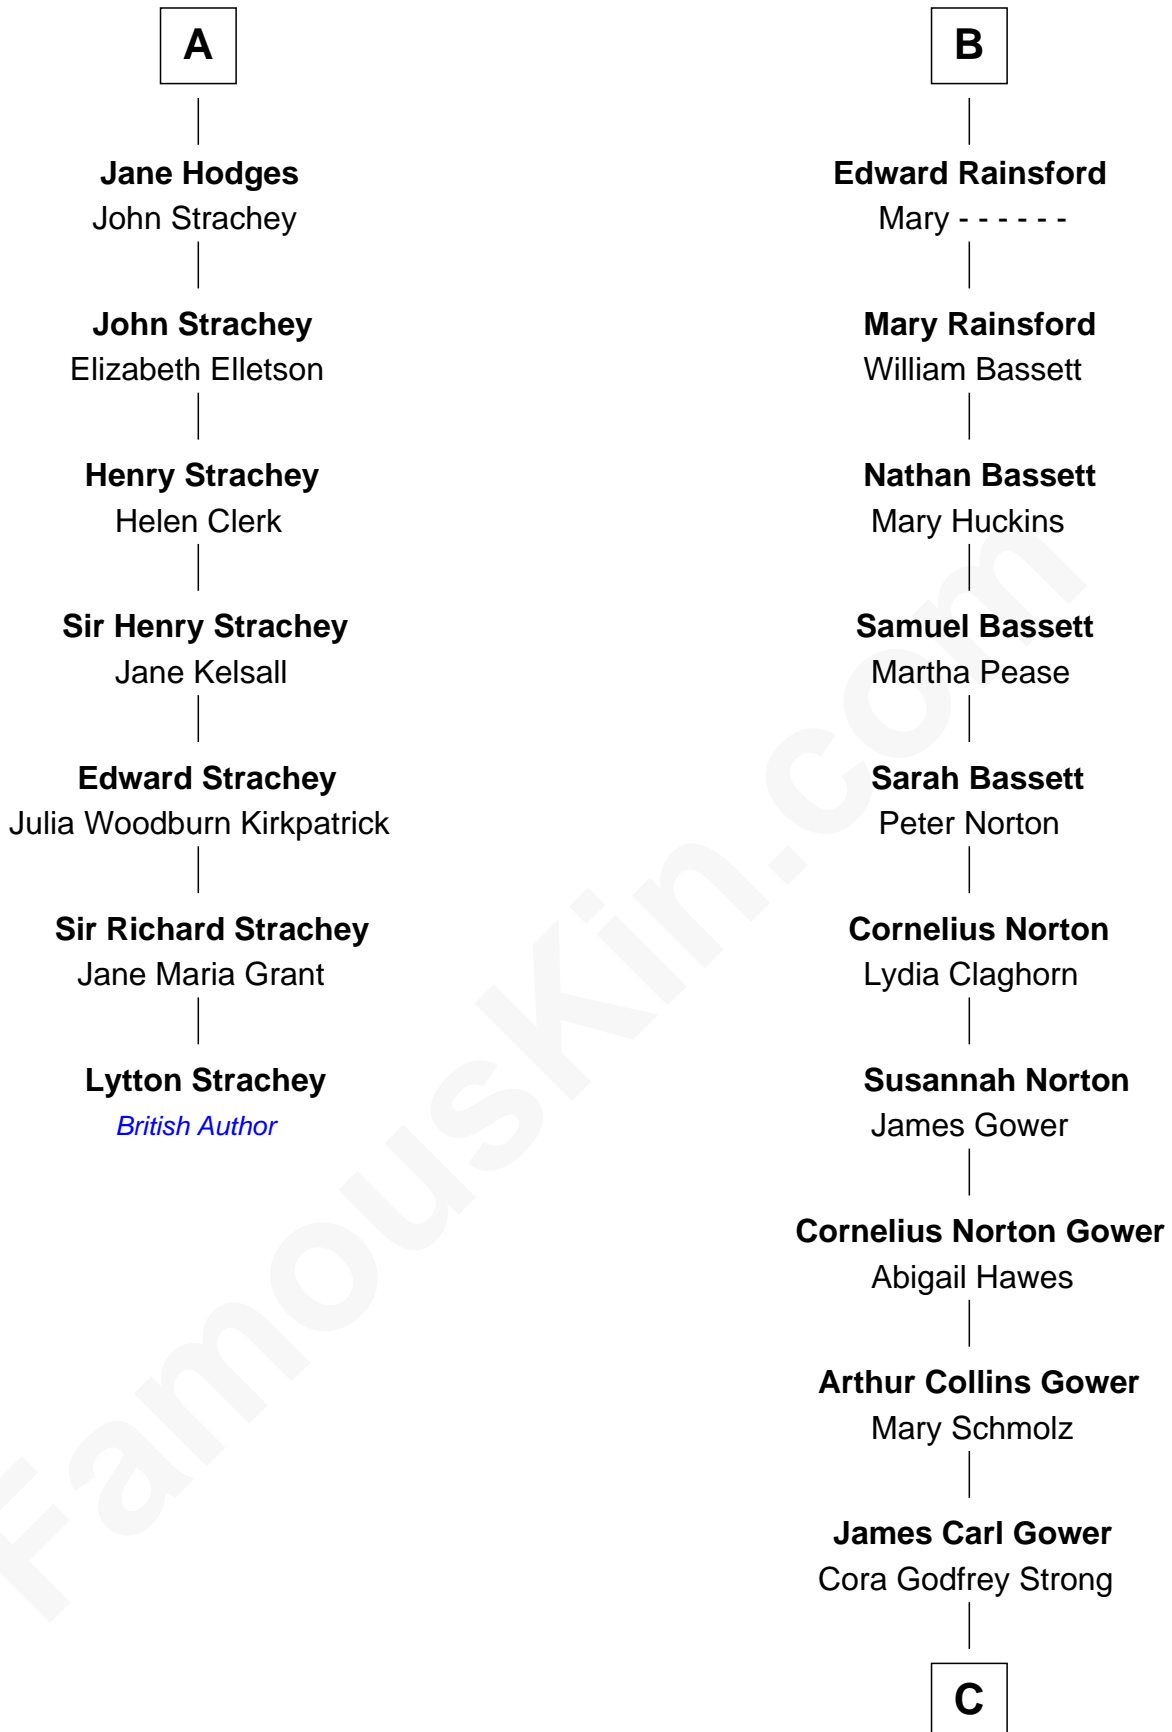 A
Jane Hodges
John Strachey
John Strachey
Elizabeth Elletson
Henry Strachey
Helen Clerk
Sir Henry Strachey
Jane Kelsall
Edward Strachey
Julia Woodburn Kirkpatrick
Sir Richard Strachey
Jane Maria Grant
Lytton Strachey
British Author
B
Edward Rainsford
Mary - - - - - -
Mary Rainsford
William Bassett
Nathan Bassett
Mary Huckins
Samuel Bassett
Martha Pease
Sarah Bassett
Peter Norton
Cornelius Norton
Lydia Claghorn
Susannah Norton
James Gower
Cornelius Norton Gower
Abigail Hawes
Arthur Collins Gower
Mary Schmolz
James Carl Gower
Cora Godfrey Strong
C
FamousKin.com